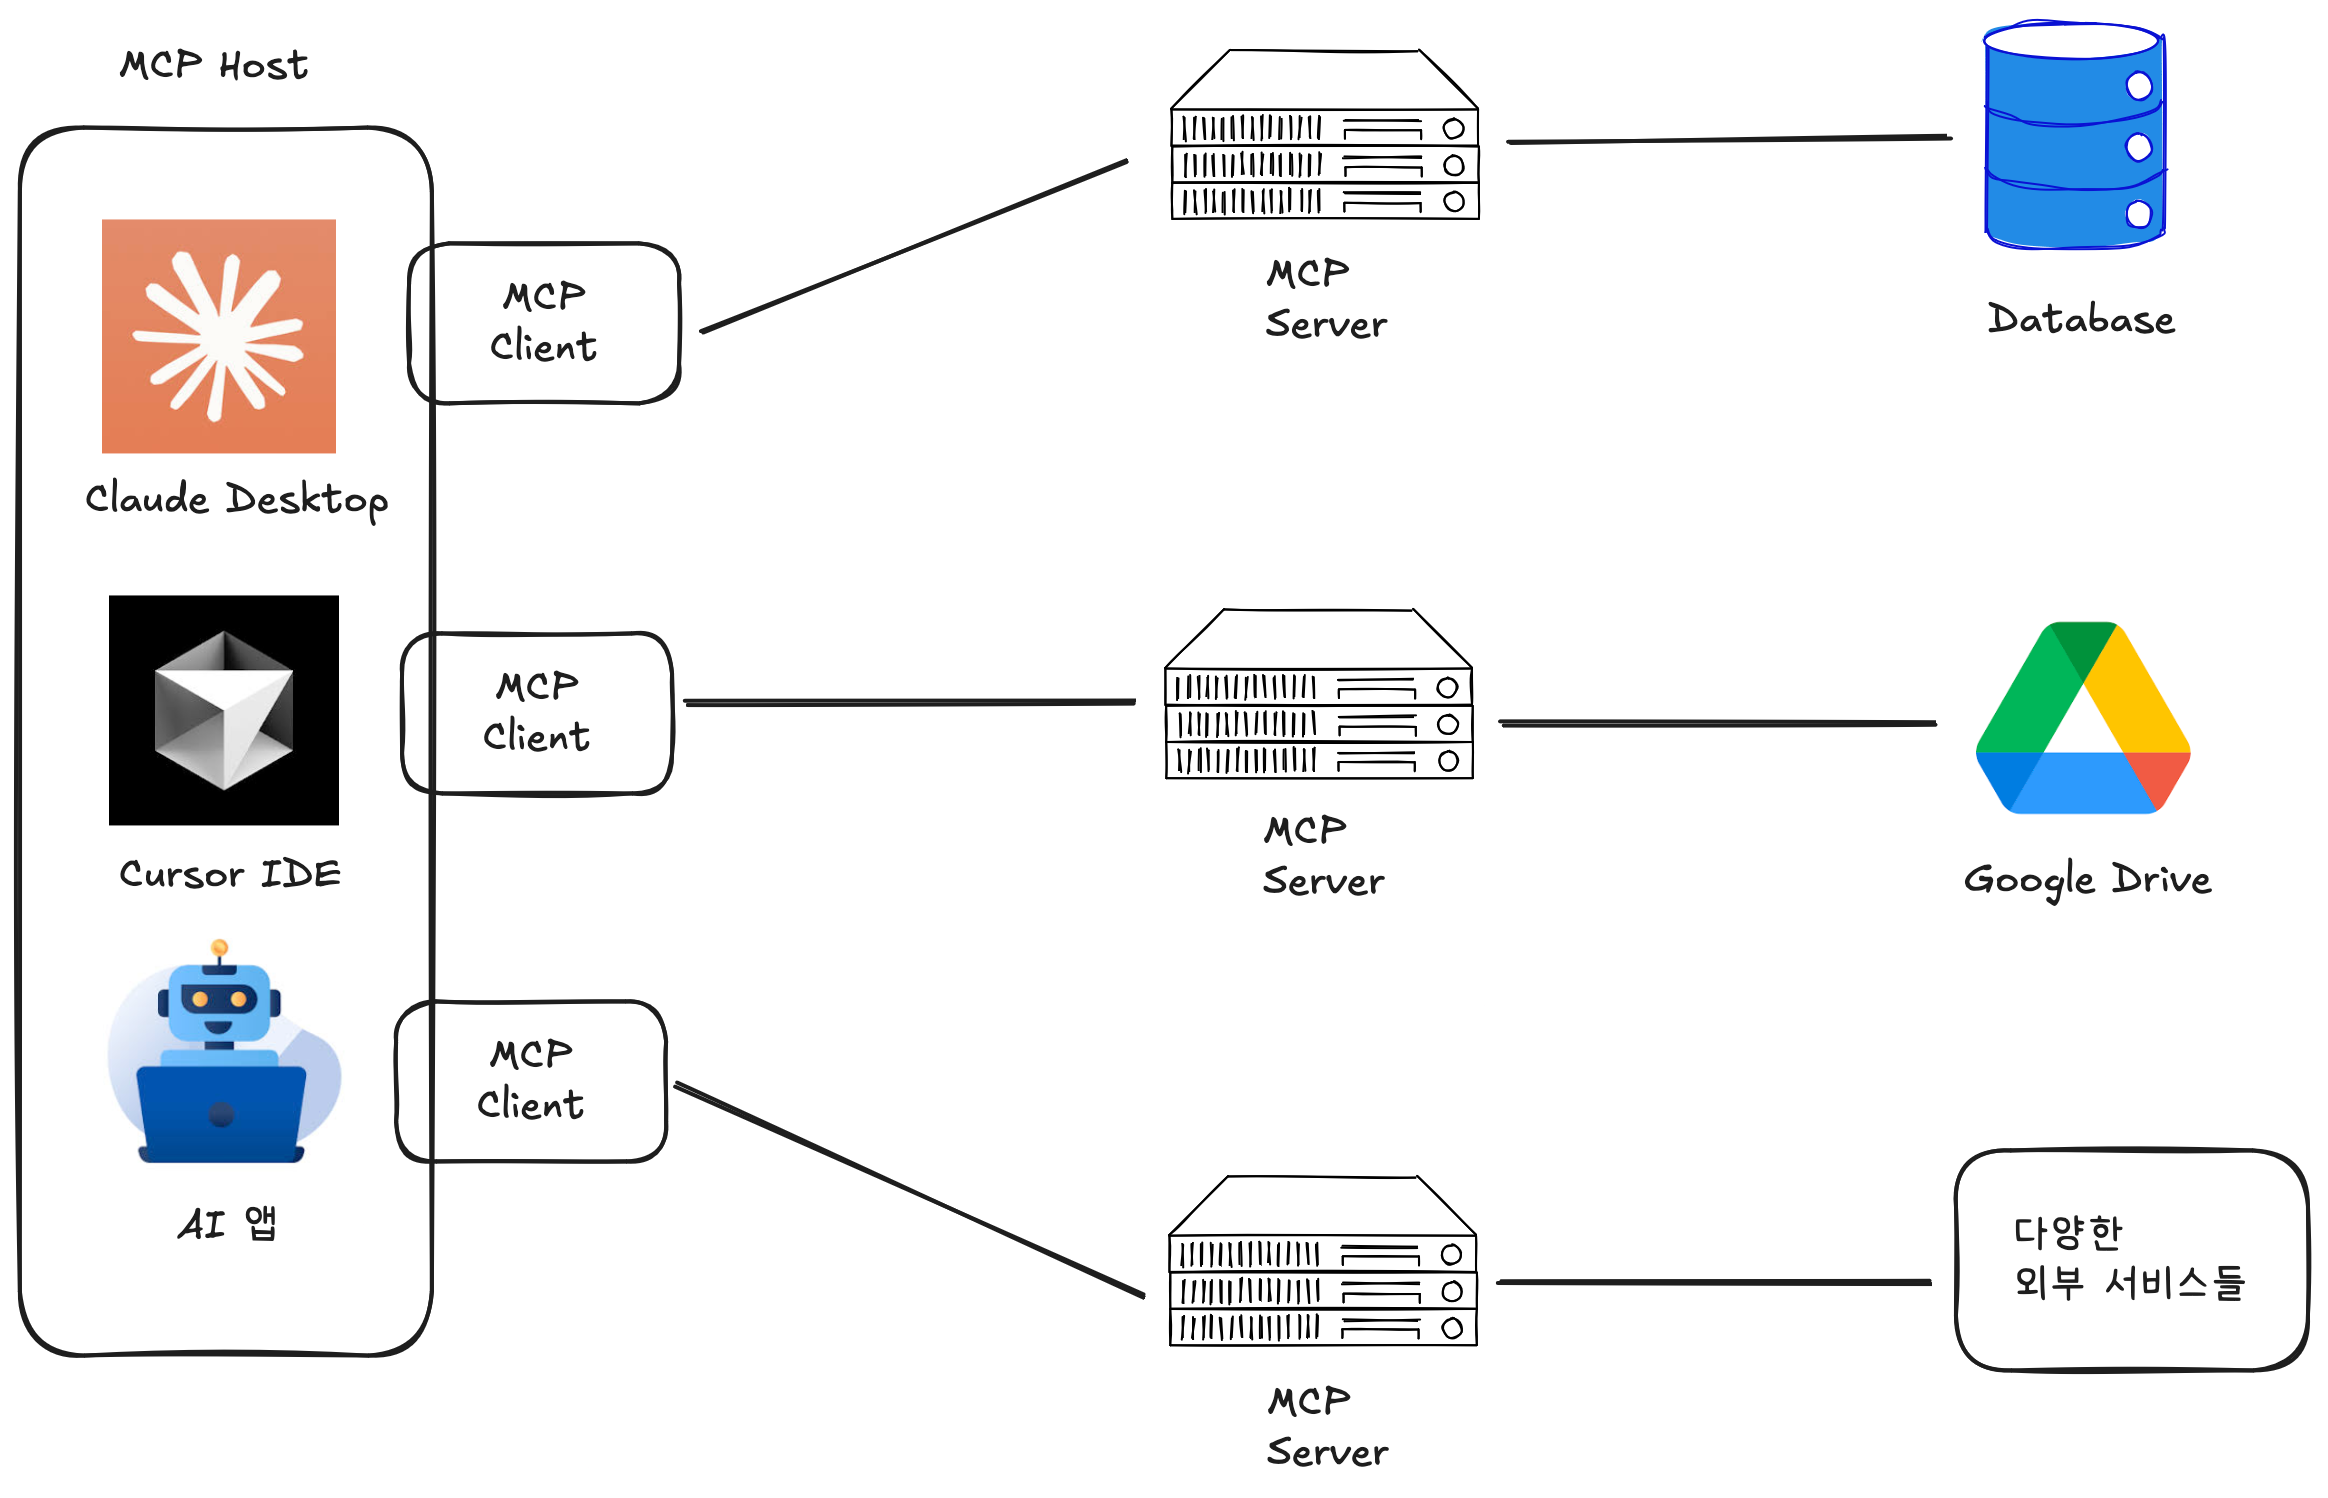 MCP Host
Claude Desktop
Cursor IDE
AI 앱
MCP
Client
MCP
Client
MCP
Client
MCP
Server
MCP
Server
MCP
Server
Database
Google Drive
다양한
외부 서비스들